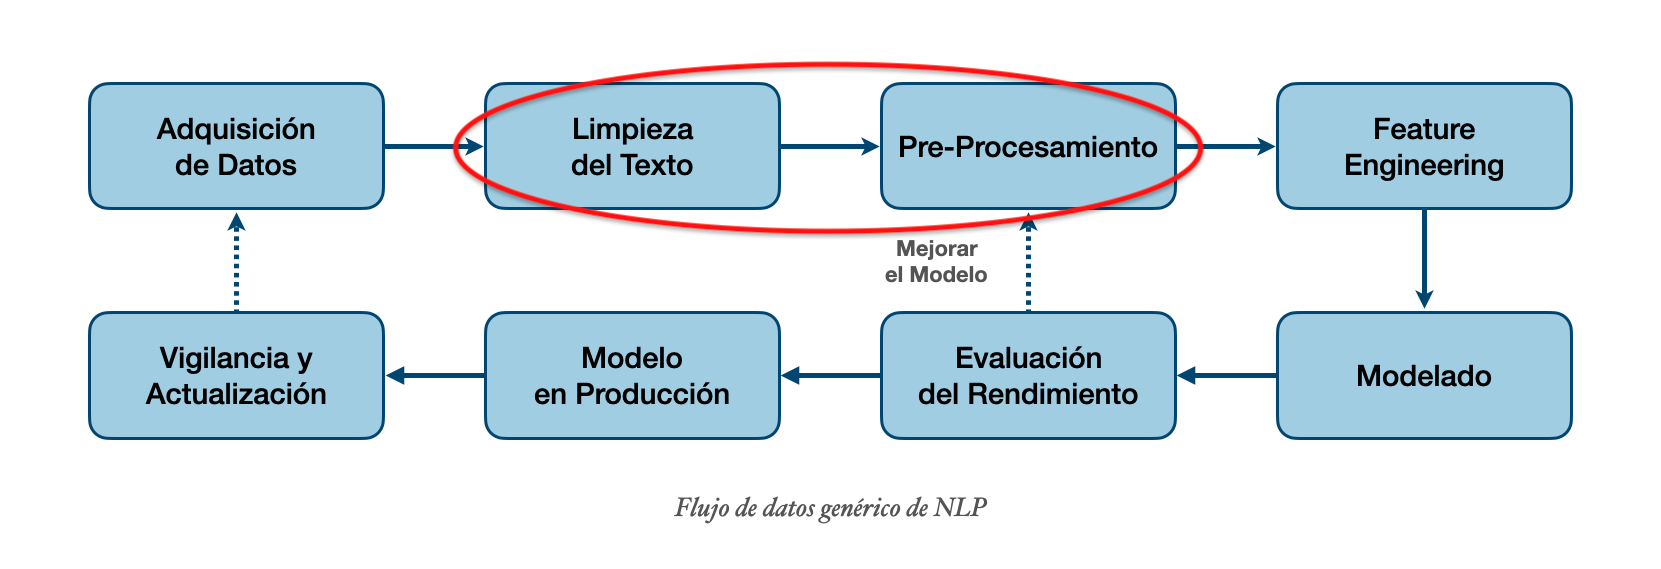 Adquisición
de Datos
Limpieza
del Texto
Pre-Procesamiento
Feature
Engineering
Mejorar
el Modelo
Vigilancia y
Actualización
Modelo
en Producción
Evaluación
del Rendimiento
Modelado
Flujo de datos genérico de NLP